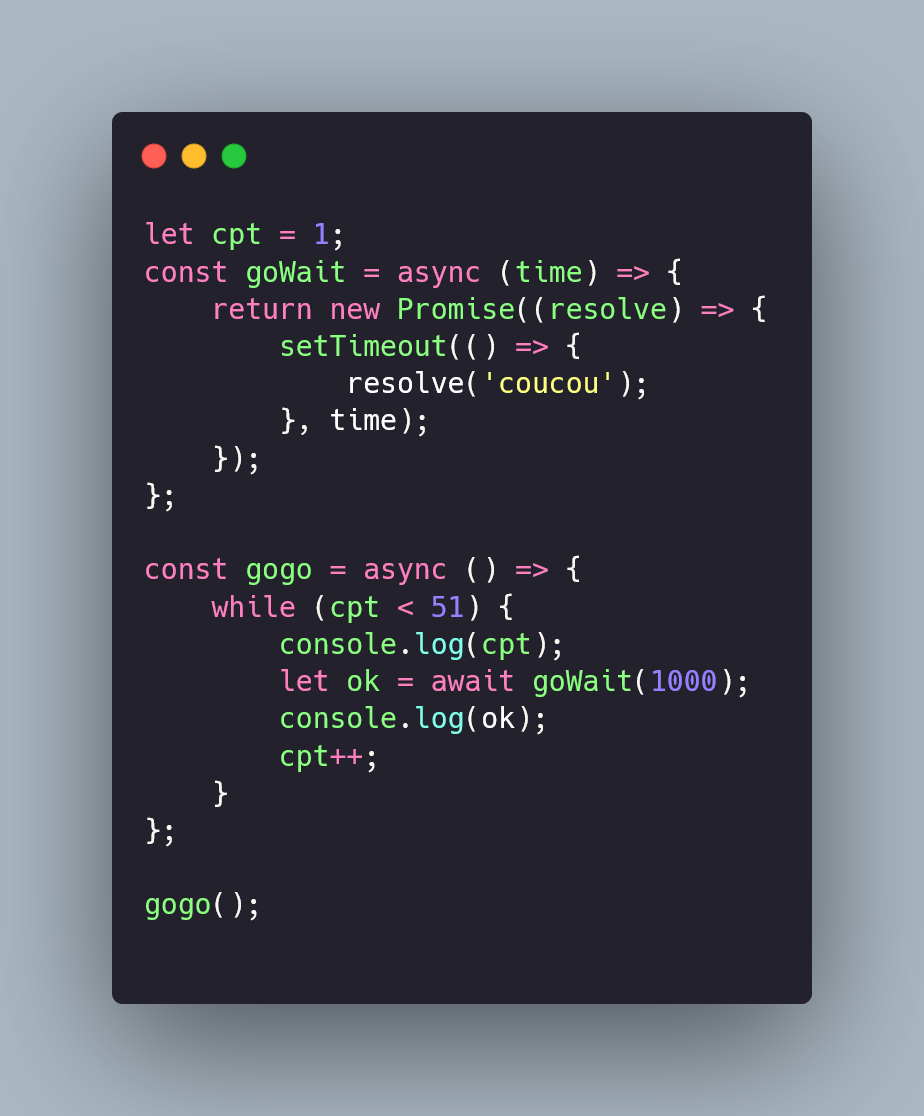 let cpt = 1;
const goWait = async (time) => {
    return new Promise((resolve) => {
        setTimeout(() => {
            resolve('coucou');
        }, time);
    });
};

const gogo = async () => {
    while (cpt < 51) {
        console.log(cpt);
        let ok = await goWait(1000);
        console.log(ok);
        cpt++;
    }
};

gogo();